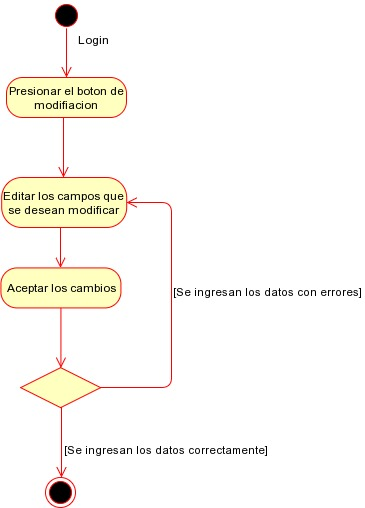 Login
Presionar el boton de
modifiacion
Editar los campos que
se desean modificar
Aceptar los cambios
[Se ingresan los datos con errores]
[Se ingresan los datos correctamente]